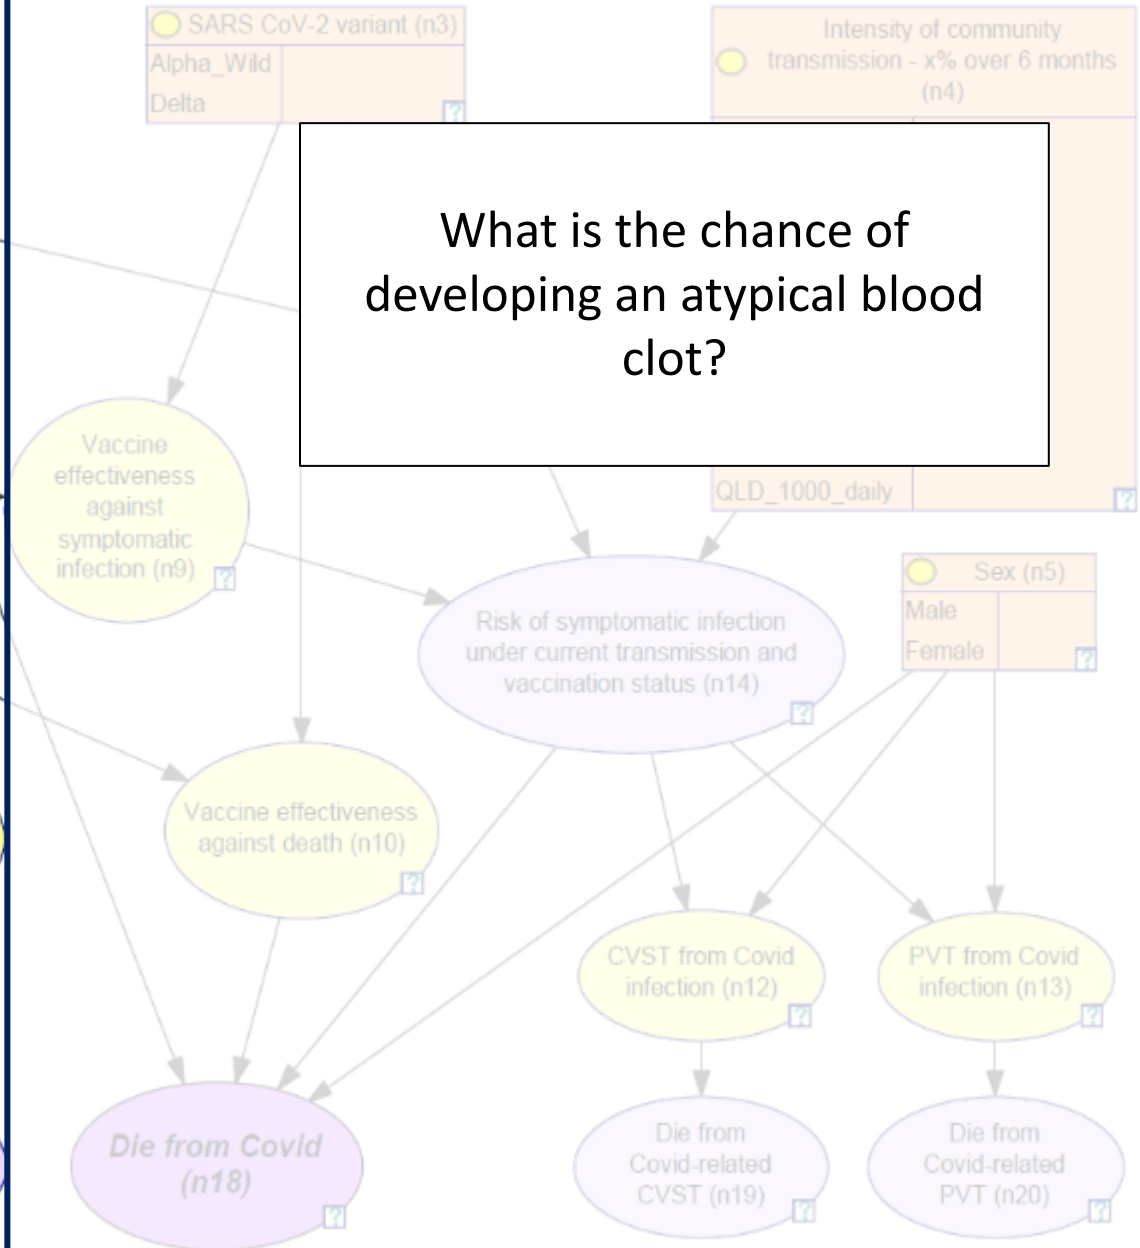 SARS CoV-2 variant (n3)
Alpha_Wild
Delta
Intensity of community
transmission - x% over 6 months
(n4)
What is the chance of
developing an atypical blood
clot?
QLD_1000_daily
Vaccine
effectiveness
against
symptomatic
infection (n9)
Sex (n5)
Male
Female
Risk of symptomatic infection
under current transmission and
vaccination status (n14)
Vaccine effectiveness
against death (n10)
CVST from Covid
infection (n12)
PVT from Covid
infection (n13)
Die from Covid
(n18)
Die from
Covid-related
CVST (n19)
Die from
Covid-related
PVT (n20)